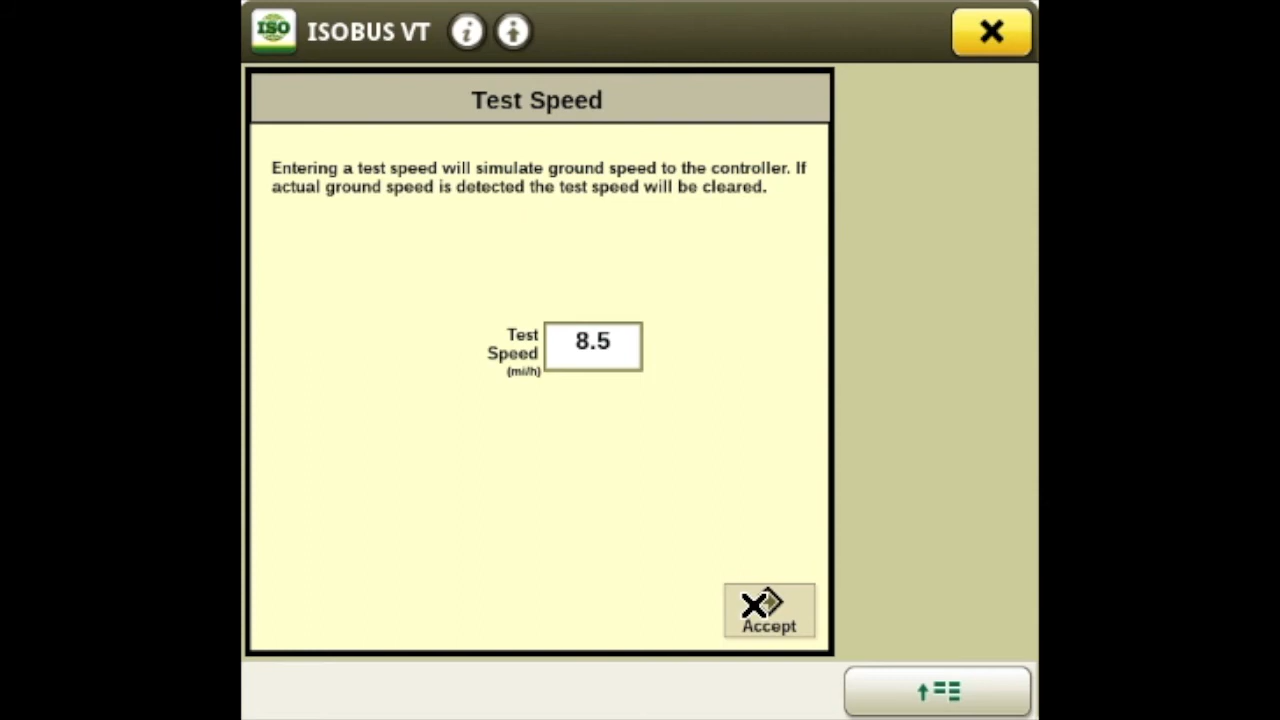 ISO
ISOBUS VT
Test Speed
Entering a test speed will simulate ground speed to the controller. If
actual ground speed is detected the test speed will be cleared.
Test
Speed
(mi/h)
8.5
Accept